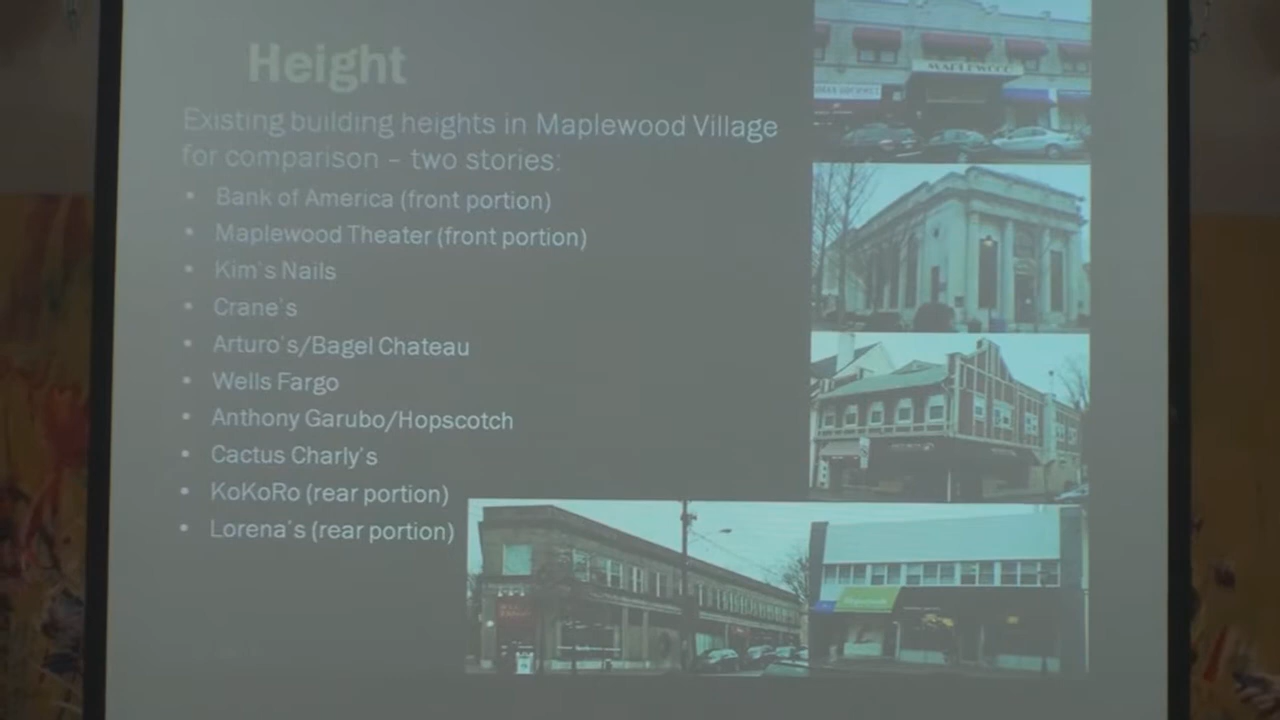 Height
Existing building heights in Maplewood Village
for comparison – two stories:
• Bank of America (front portion)
• Maplewood Theater (front portion)
• Kim's Nails
• Crane's
• Arturo's/Bagel Chateau
• Wells Fargo
• Anthony Garubo/Hopscotch
• Cactus Charly's
• KoKoRo (rear portion)
• Lorena's (rear portion)
MAPLEWOOD